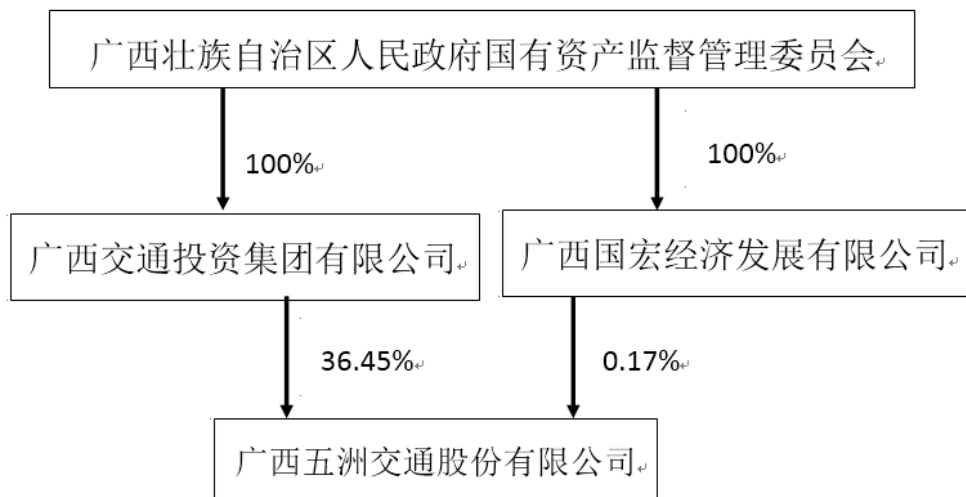 广西壮族自治区人民政府国有资产监督管理委员会
100%
100%
广西交通投资集团有限公司
广西国宏经济发展有限公司
36.45%
0.17%
广西五洲交通股份有限公司